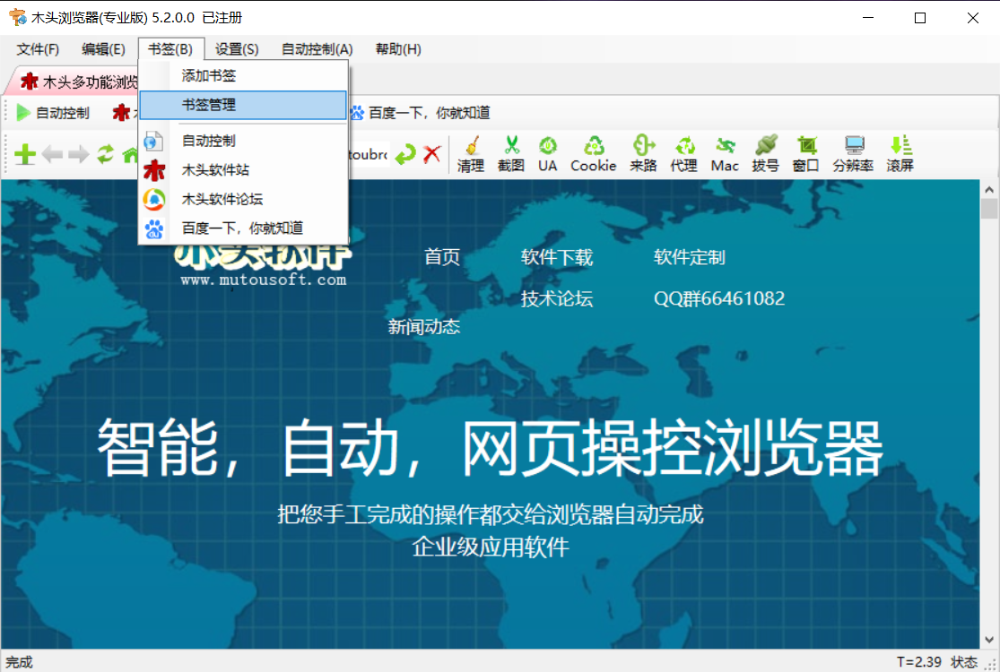 木头浏览器(专业版) 5.2.0.0 已注册
文件(F) 编辑(E) 书签(B) 设置(S) 自动控制(A) 帮助(H)
木头多功能浏览
添加书签
自动控制
书签管理
百度一下，你就知道
自动控制
木头软件站
木头软件论坛
百度一下，你就知道
清理 截图 UA Cookie 来路 代理 Mac 拔号 窗口 分辨率 滚屏
木头软件
www.mutousoft.com
首页 软件下载 软件定制
技术论坛 QQ群66461082
新闻动态
智能，自动，网页操控浏览器
把您手工完成的操作都交给浏览器自动完成
企业级应用软件
完成 T=2.39 状态